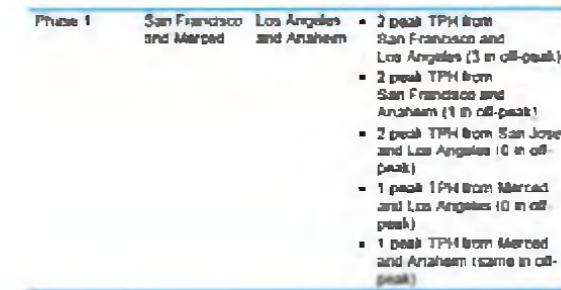 Phase 1
San Francisco
and Merced
Los Angeles
and Anaheim
▪ 2 peak TPH from
San Francisco and
Los Angeles (3 in off-peak)
▪ 2 peak TPH from
San Francisco and
Anaheim (1 in off-peak)
▪ 2 peak TPH from San Jose
and Los Angeles (0 in off-
peak)
▪ 1 peak TPH from Merced
and Los Angeles (0 in off-
peak)
▪ 1 peak TPH from Merced
and Anaheim (same in off-
peak)